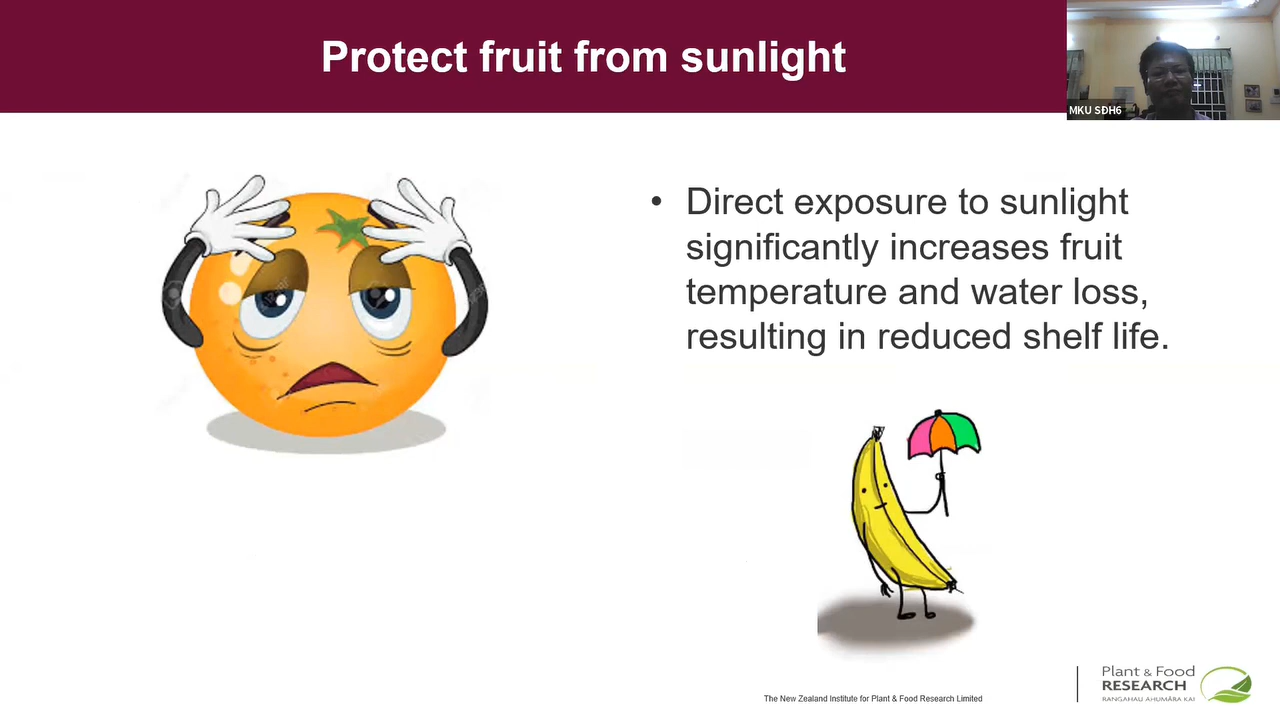 Protect fruit from sunlight
MKU SĐH6
• Direct exposure to sunlight
significantly increases fruit
temperature and water loss,
resulting in reduced shelf life.
The New Zealand Institute for Plant & Food Research Limited
Plant & Food
RESEARCH
RANGAHAU AHUMĀRA KAI